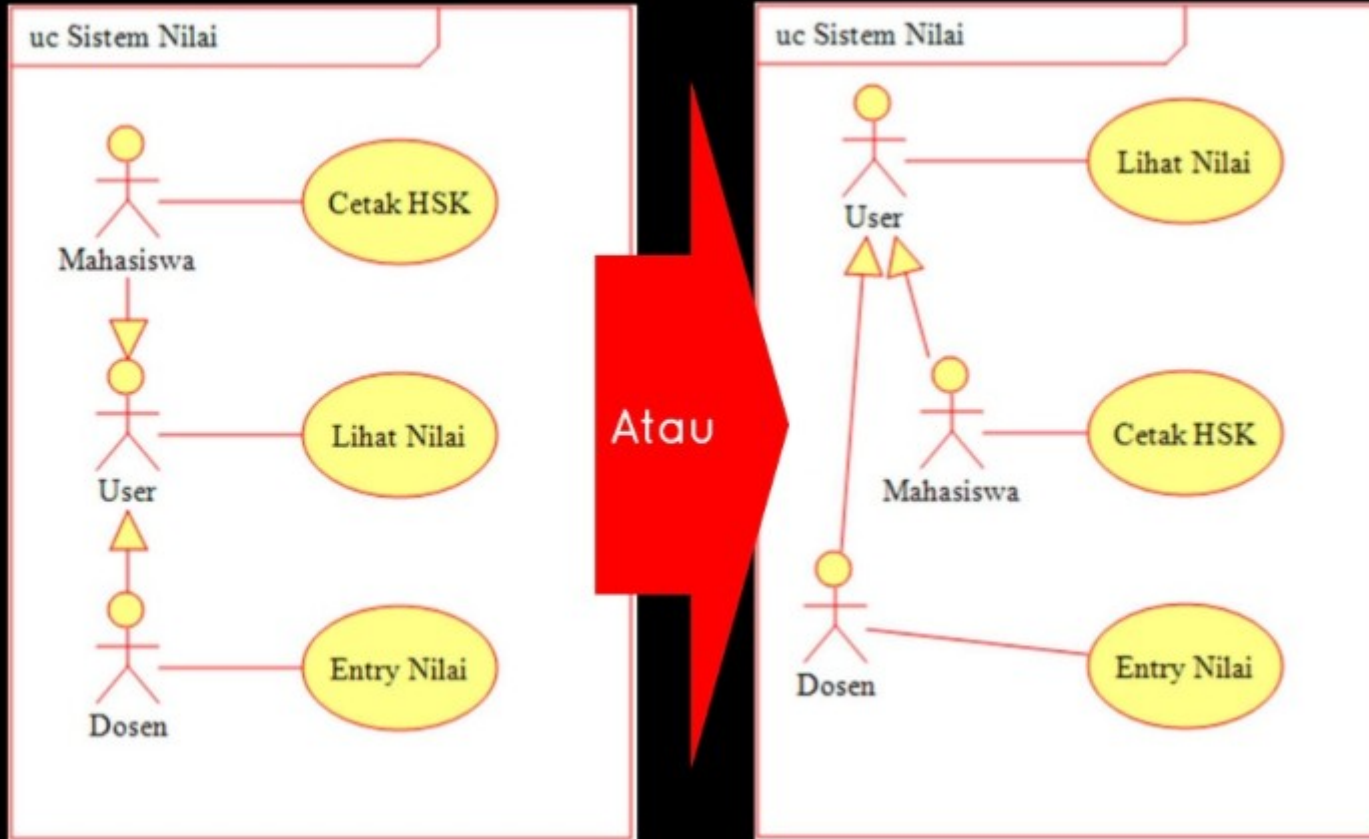 uc Sistem Nilai
Cetak HSK
Mahasiswa
Lihat Nilai
User
Entry Nilai
Dosen
Atau
uc Sistem Nilai
Lihat Nilai
User
Cetak HSK
Mahasiswa
Entry Nilai
Dosen